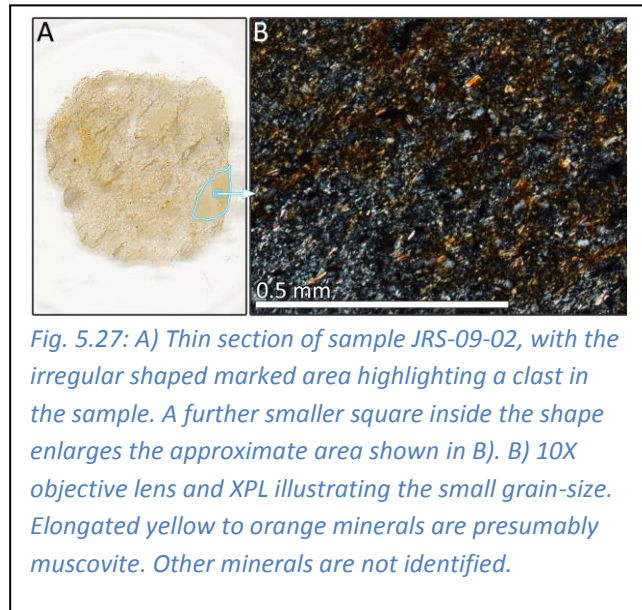 A
B
0.5 mm
Fig. 5.27: A) Thin section of sample JRS-09-02, with the
irregular shaped marked area highlighting a clast in
the sample. A further smaller square inside the shape
enlarges the approximate area shown in B). B) 10X
objective lens and XPL illustrating the small grain-size.
Elongated yellow to orange minerals are presumably
muscovite. Other minerals are not identified.